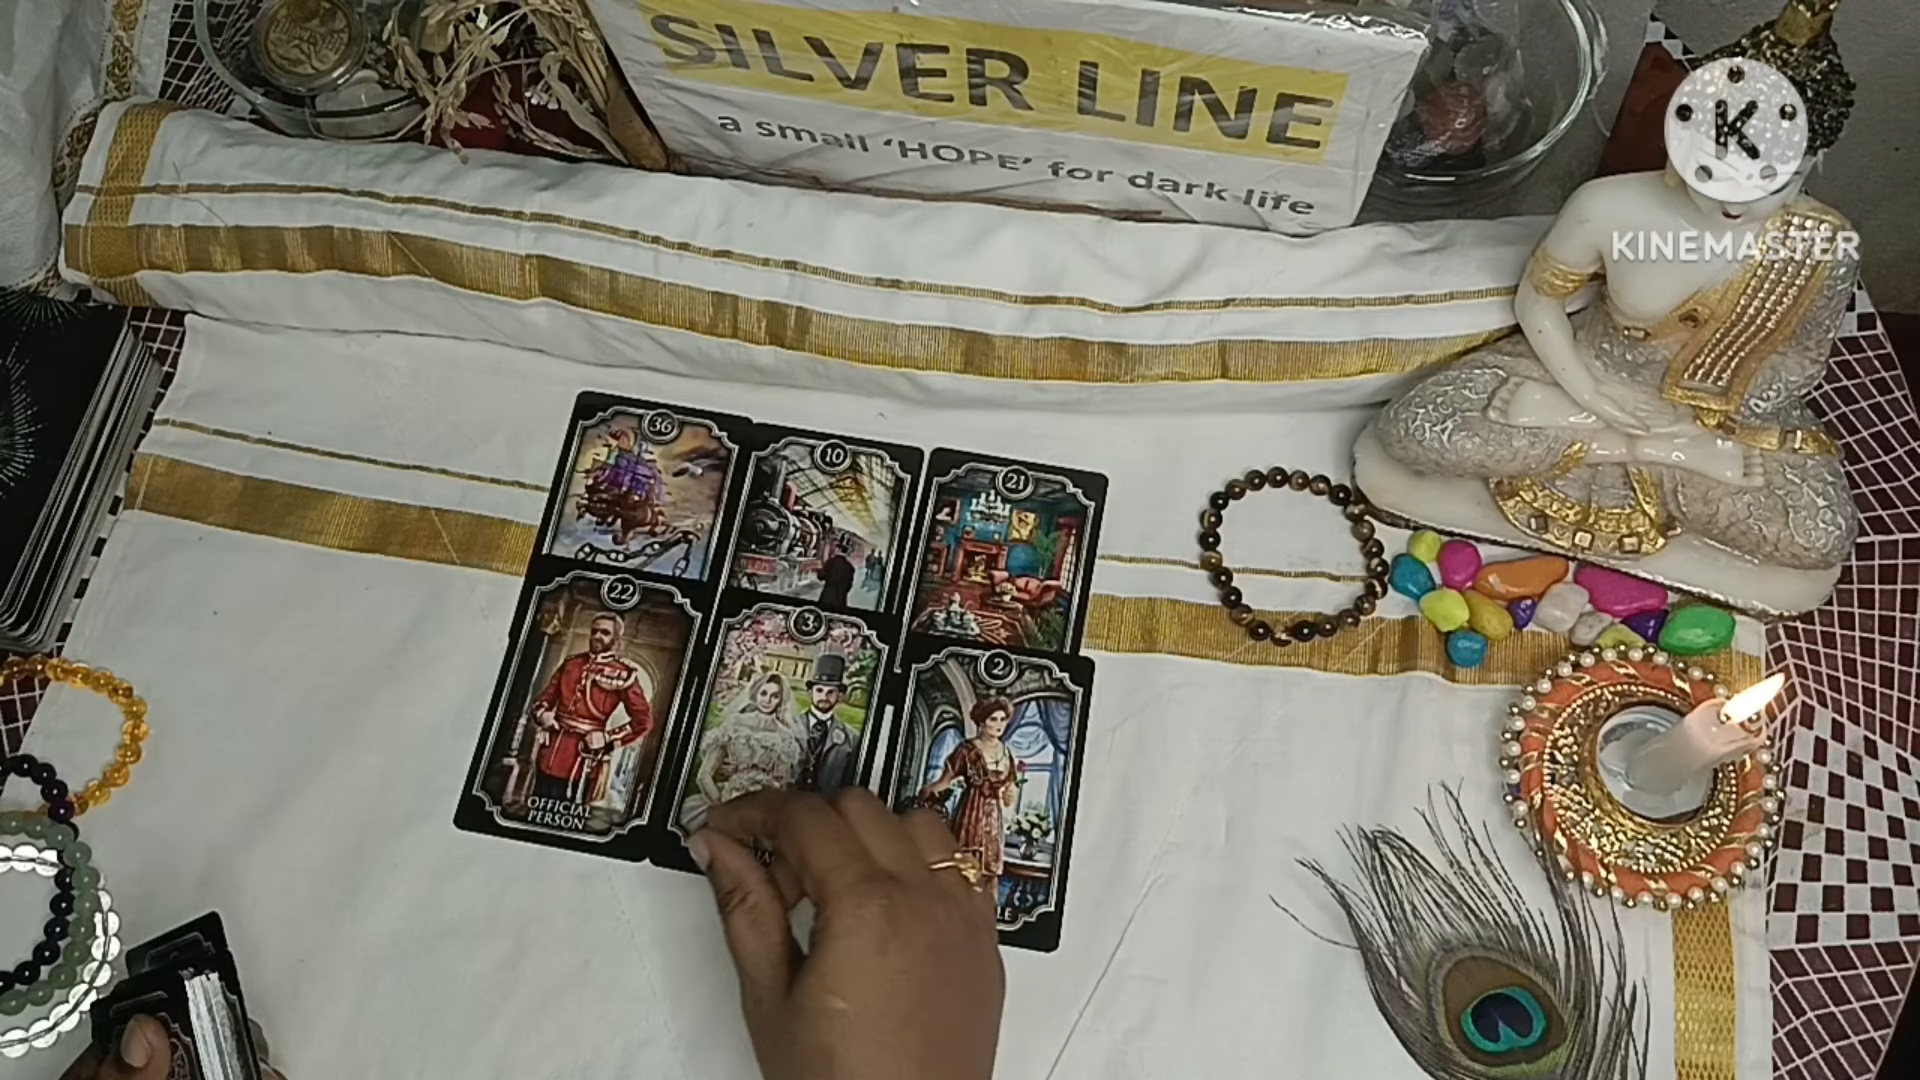 SILVER LINE
a small ‘HOPE’ for dark life
K
KINEMASTER
36
10
21
22
3
2
OFFICIAL
PERSON